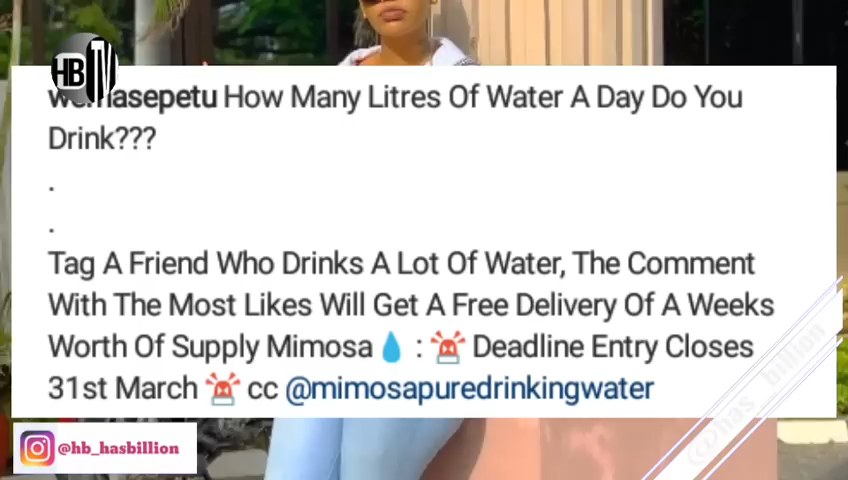 HB TV
How Many Litres Of Water A Day Do You
Drink???
.
.
Tag A Friend Who Drinks A Lot Of Water, The Comment
With The Most Likes Will Get A Free Delivery Of A Weeks
Worth Of Supply Mimosa💧 : 🚨 Deadline Entry Closes
31st March 🚨 cc @mimosapuredrinkingwater
@hb_hasbillion